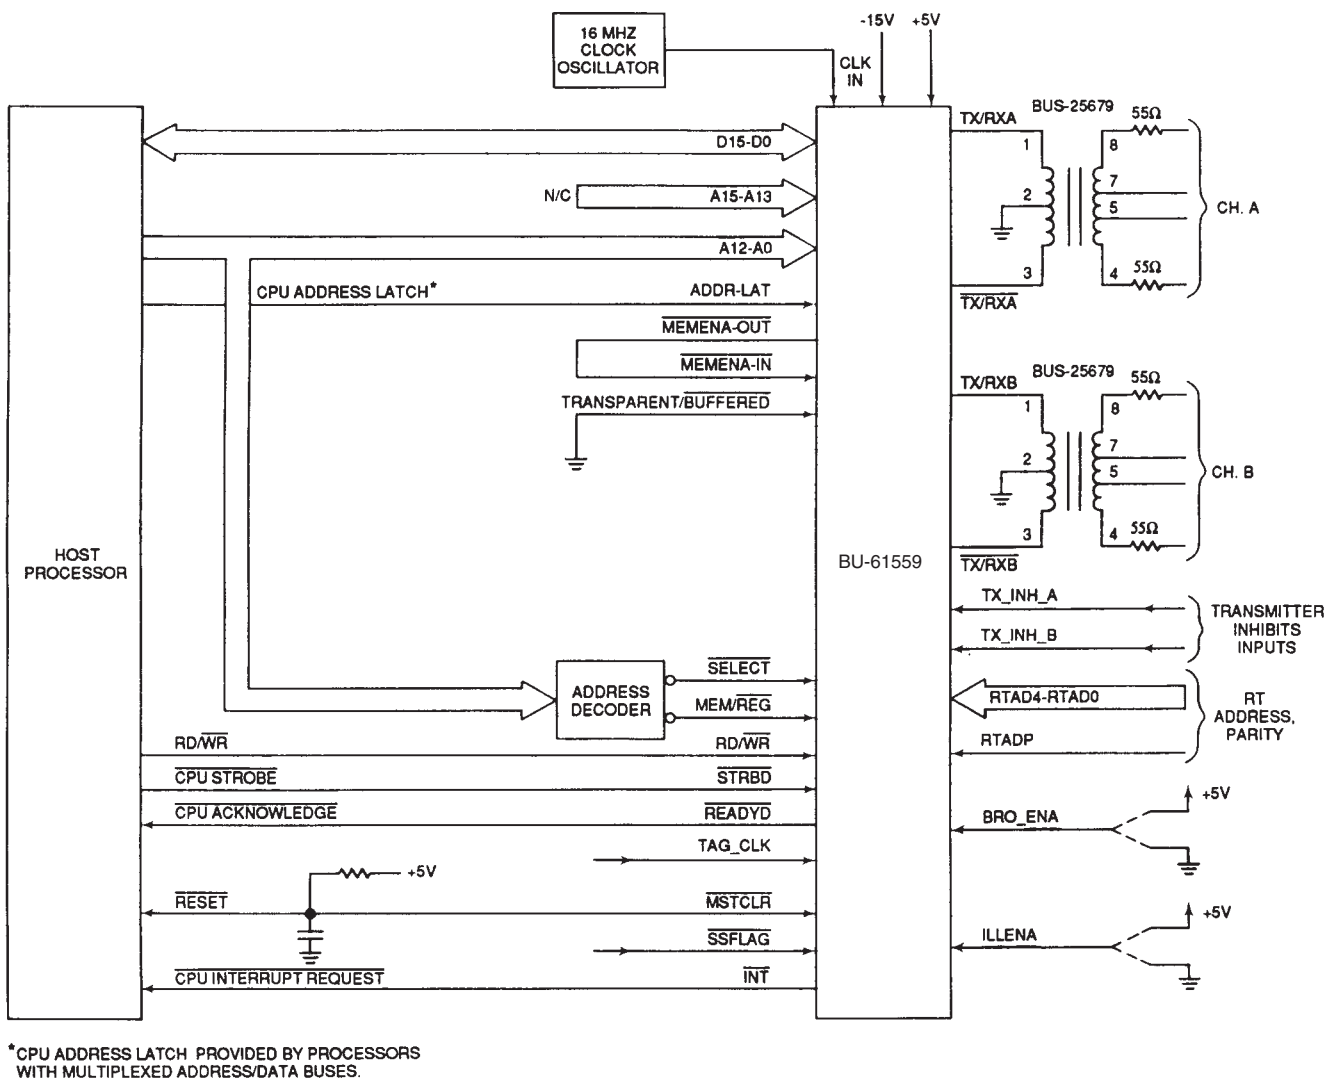 16 MHZ
CLOCK
OSCILLATOR
CLK
IN
-15V
+5V
HOST
PROCESSOR
D15-D0
N/C
A15-A13
A12-A0
CPU ADDRESS LATCH*
ADDR-LAT
MEMENA-OUT
MEMENA-IN
TRANSPARENT/BUFFERED
ADDRESS
DECODER
SELECT
MEM/REG
RD/WR
RD/WR
CPU STROBE
STRBD
CPU ACKNOWLEDGE
READYD
TAG_CLK
+5V
RESET
MSTCLR
SSFLAG
CPU INTERRUPT REQUEST
INT
BU-61559
TX/RXA
BUS-25679
55Ω
1
8
2
7
5
3
4
55Ω
TX/RXA
CH. A
TX/RXB
BUS-25679
55Ω
1
8
2
7
5
3
4
55Ω
TX/RXB
CH. B
TX_INH_A
TX_INH_B
TRANSMITTER
INHIBITS
INPUTS
RTAD4-RTAD0
RTADP
RT
ADDRESS,
PARITY
BRO_ENA
+5V
ILLENA
+5V
*CPU ADDRESS LATCH PROVIDED BY PROCESSORS
WITH MULTIPLEXED ADDRESS/DATA BUSES.